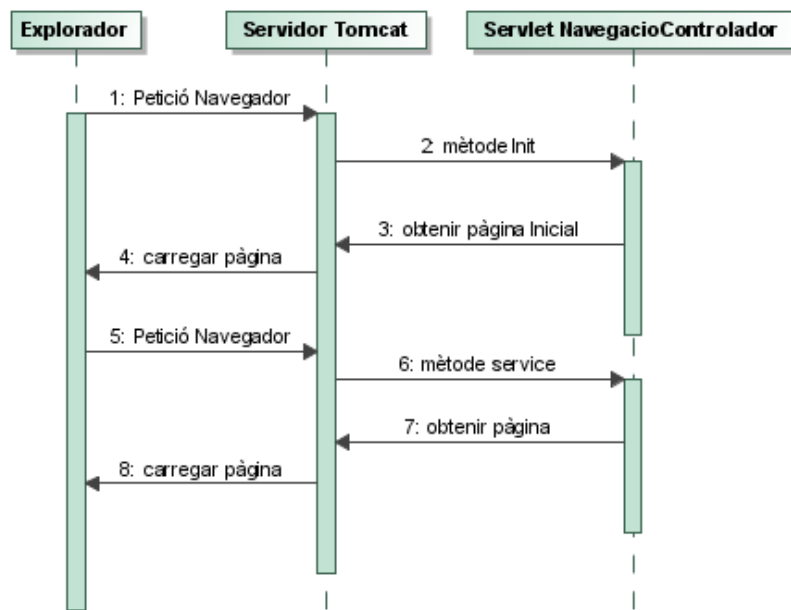 Explorador
Servidor Tomcat
Servlet NavegacioControlador
1: Petició Navegador
2: mètode Init
3: obtenir pàgina Inicial
4: carregar pàgina
5: Petició Navegador
6: mètode service
7: obtenir pàgina
8: carregar pàgina